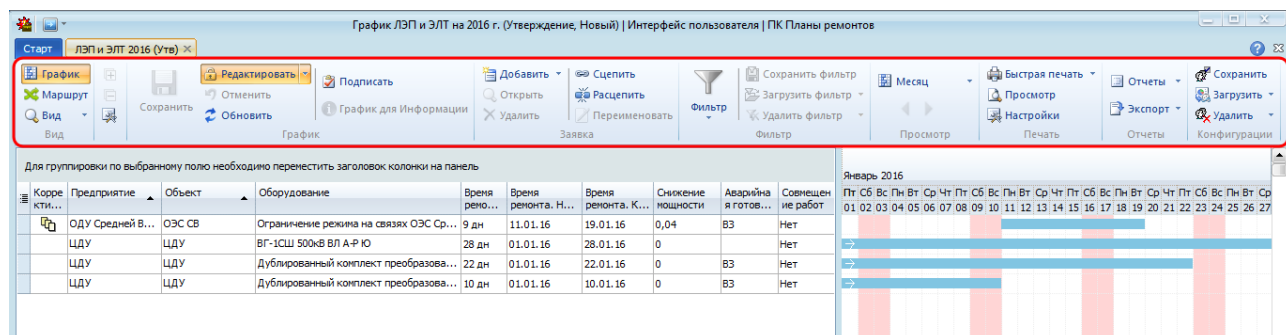 График ЛЭП и ЭЛТ на 2016 г. (Утверждение, Новый) | Интерфейс пользователя | ПК Планы ремонтов
Старт ЛЭП и ЭЛТ 2016 (Утв)
График Редактировать Подписать Добавить Сцепить Сохранить фильтр Месяц Быстрая печать Отчеты Сохранить
Маршрут Сохранить Отменить Открыть Расцепить Фильтр Загрузить фильтр Просмотр Загрузить
Вид Обновить График для Информации Удалить Переименовать Удалить фильтр Настройки Экспорт Удалить
Вид График Заявка Фильтр Просмотр Печать Отчеты Конфигурации
Для группировки по выбранному полю необходимо переместить заголовок колонки на панель
Январь 2016
Корре кти... Предприятие Объект Оборудование Время ремо... Время ремонта. Н... Время ремонта. К... Снижение мощности Аварийна я готов... Совмещен ие работ
Пт Сб Вс Пн Вт Ср Чт Пт Сб Вс Пн Вт Ср Чт Пт Сб Вс Пн Вт Ср Чт Пт Сб Вс Пн Вт Ср
01 02 03 04 05 06 07 08 09 10 11 12 13 14 15 16 17 18 19 20 21 22 23 24 25 26 27
ОДУ Средней В... ОЭС СВ Ограничение режима на связях ОЭС Ср... 9 дн 11.01.16 19.01.16 0,04 ВЗ Нет
ЦДУ ЦДУ ВГ-1СШ 500кВ ВЛ А-Р Ю 28 дн 01.01.16 28.01.16 0 Нет
ЦДУ ЦДУ Дублированный комплект преобразова... 22 дн 01.01.16 22.01.16 0 ВЗ Нет
ЦДУ ЦДУ Дублированный комплект преобразова... 10 дн 01.01.16 10.01.16 0 ВЗ Нет